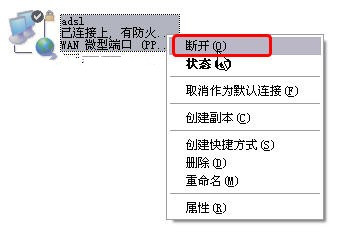 adsl
已连接上，有防火...
WAN 微型端口 (PP...
断开(O)
状态(U)
取消作为默认连接(F)
创建副本(C)
创建快捷方式(S)
删除(D)
重命名(M)
属性(R)